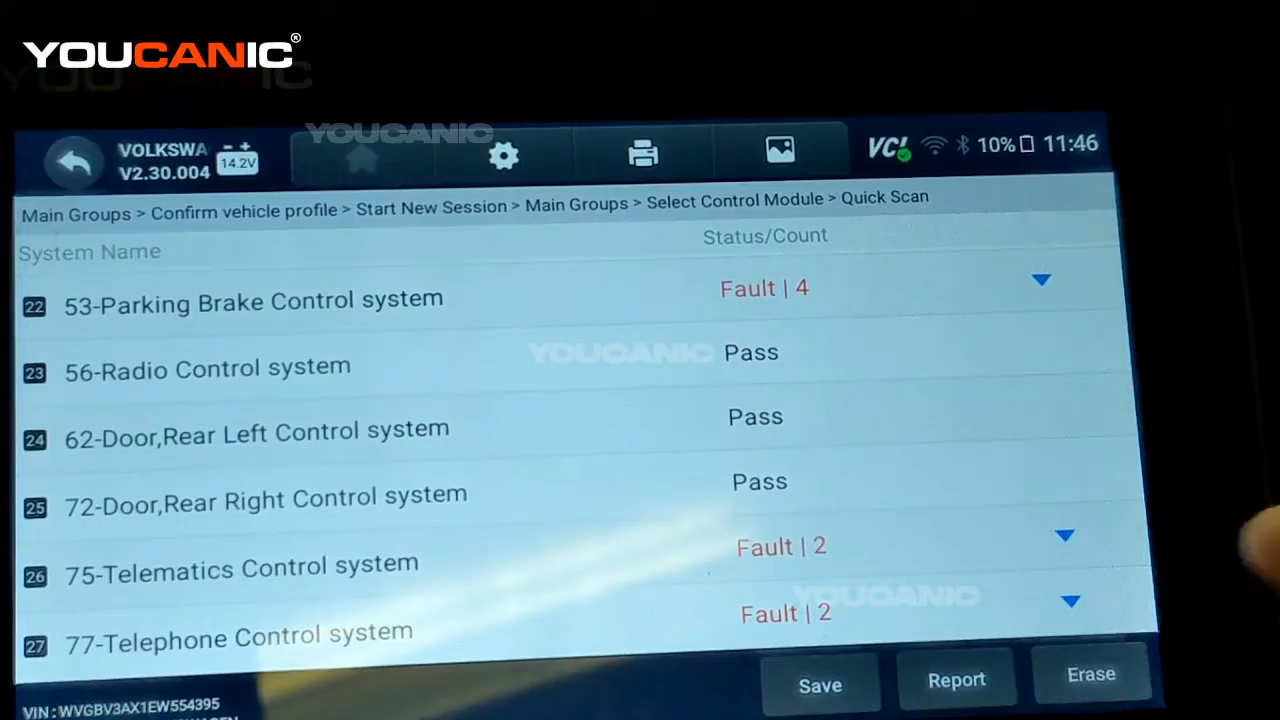 YOUCANIC®
YOUCANIC
VOLKSWA
V2.30.004
14.2V
VCI
10%
11:46
Main Groups > Confirm vehicle profile > Start New Session > Main Groups > Select Control Module > Quick Scan
System Name Status/Count
22 53-Parking Brake Control system Fault | 4
23 56-Radio Control system Pass
YOUCANIC
24 62-Door,Rear Left Control system Pass
25 72-Door,Rear Right Control system Pass
26 75-Telematics Control system Fault | 2
YOUCANIC
27 77-Telephone Control system Fault | 2
Save Report Erase
VIN:WVGBV3AX1EW554395